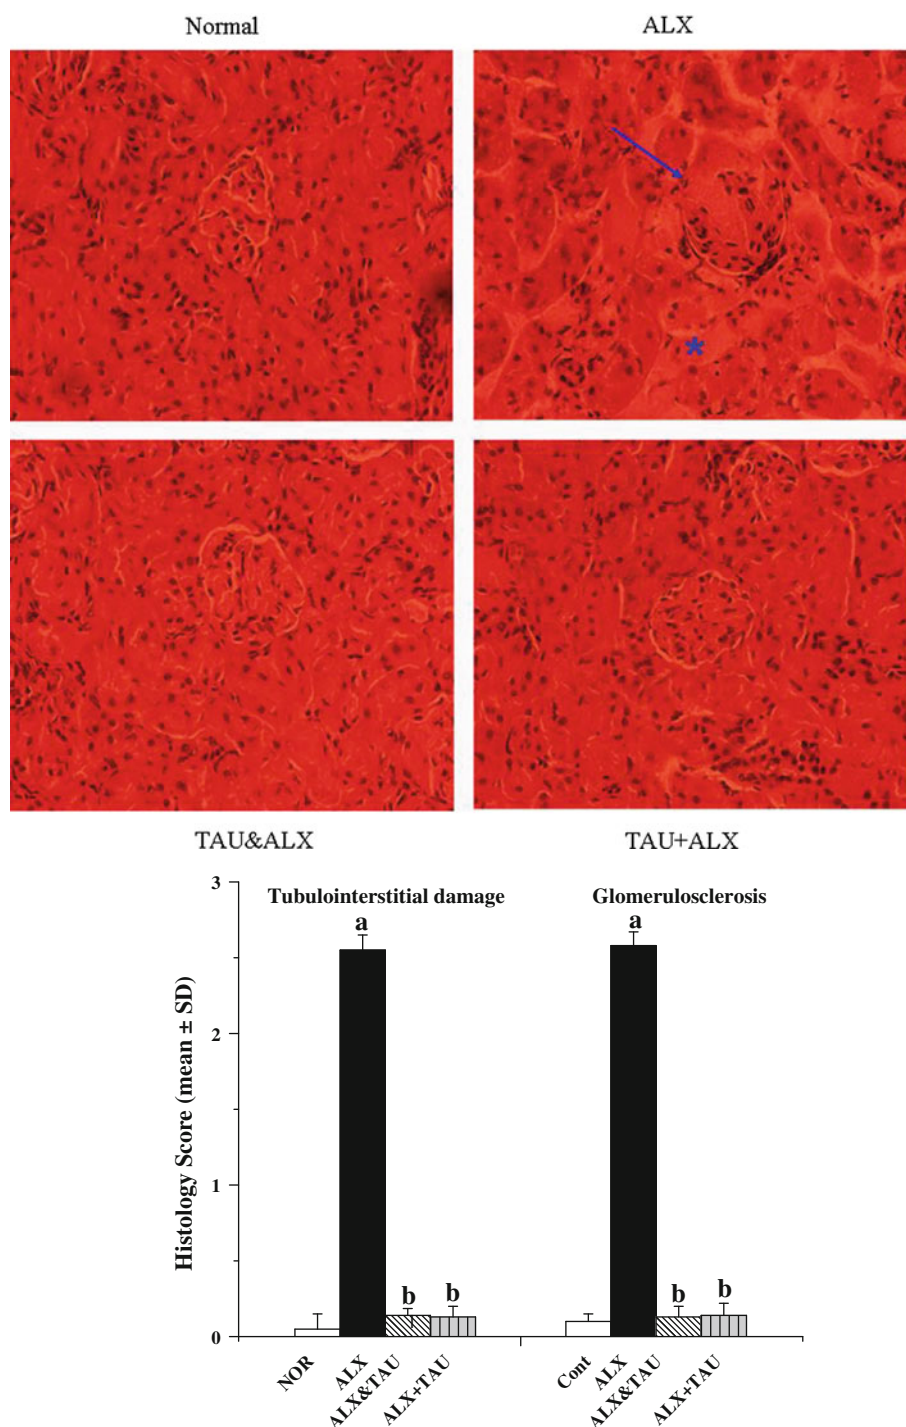 Normal
ALX
*
TAU&ALX
TAU+ALX
Tubulointerstitial damage
Glomerulosclerosis
Histology Score (mean ± SD)
3
2
1
0
a
b
b
a
b
b
NOR
ALX
ALX&TAU
ALX+TAU
Cont
ALX
ALX&TAU
ALX+TAU